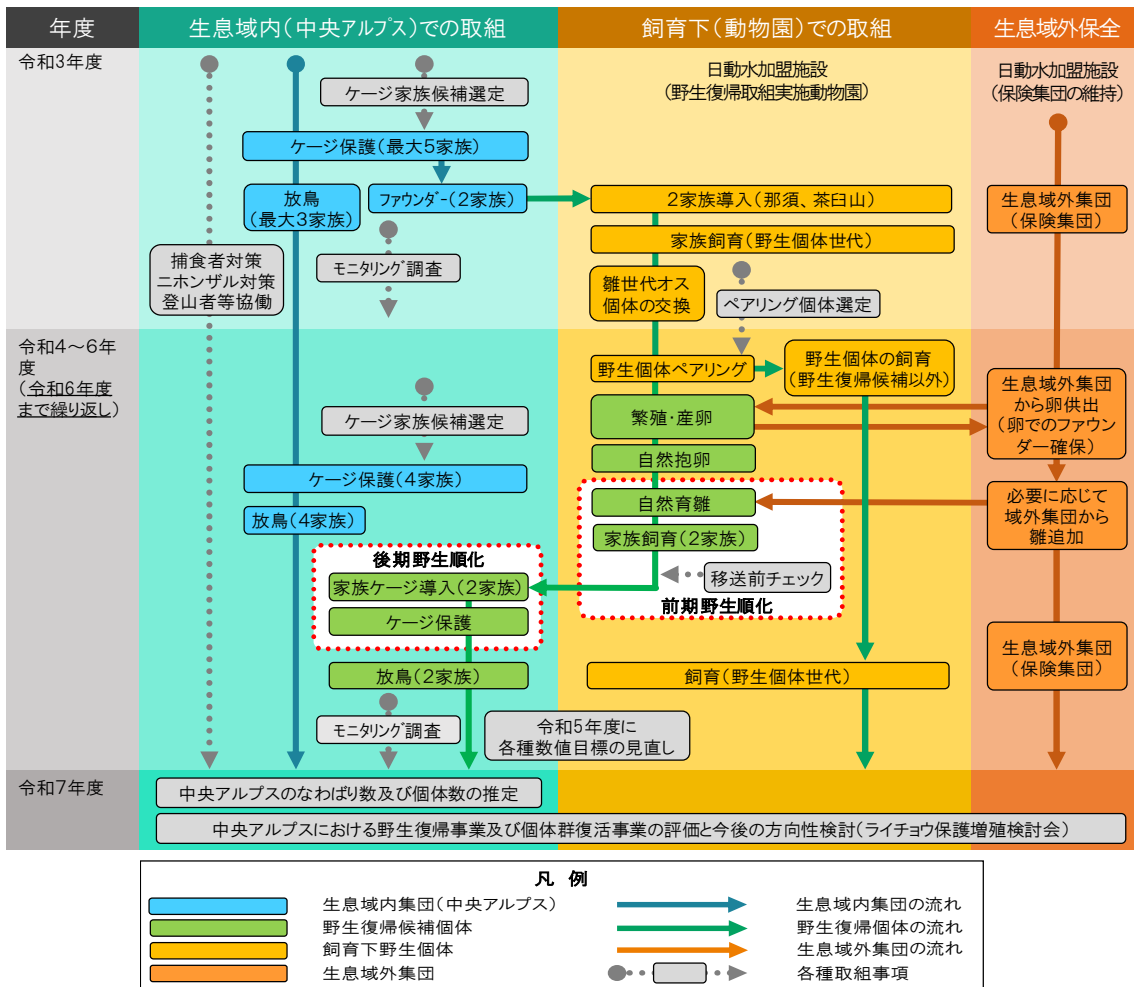 年度
生息域内(中央アルプス)での取組
飼育下(動物園)での取組
生息域外保全
令和3年度
日動水加盟施設
(野生復帰取組実施動物園)
日動水加盟施設
(保険集団の維持)
ケージ家族候補選定
ケージ保護(最大5家族)
放鳥
(最大3家族)
ファウンダー(2家族)
2家族導入(那須、茶臼山)
生息域外集団
(保険集団)
家族飼育(野生個体世代)
捕食者対策
ニホンザル対策
登山者等協働
モニタリング調査
雛世代オス
個体の交換
ペアリング個体選定
令和4~6年
度
(令和6年度
まで繰り返し)
野生個体ペアリング
野生個体の飼育
(野生復帰候補以外)
ケージ家族候補選定
繁殖・産卵
生息域外集団
から卵供出
(卵でのファウン
ダー確保)
自然抱卵
ケージ保護(4家族)
自然育雛
必要に応じて
域外集団から
雛追加
放鳥(4家族)
家族飼育(2家族)
後期野生順化
移送前チェック
家族ケージ導入(2家族)
前期野生順化
ケージ保護
生息域外集団
(保険集団)
放鳥(2家族)
飼育(野生個体世代)
モニタリング調査
令和5年度に
各種数値目標の見直し
令和7年度
中央アルプスのなわばり数及び個体数の推定
中央アルプスにおける野生復帰事業及び個体群復活事業の評価と今後の方向性検討(ライチョウ保護増殖検討会)
凡 例
生息域内集団(中央アルプス)
生息域内集団の流れ
野生復帰候補個体
野生復帰個体の流れ
飼育下野生個体
生息域外集団の流れ
生息域外集団
各種取組事項